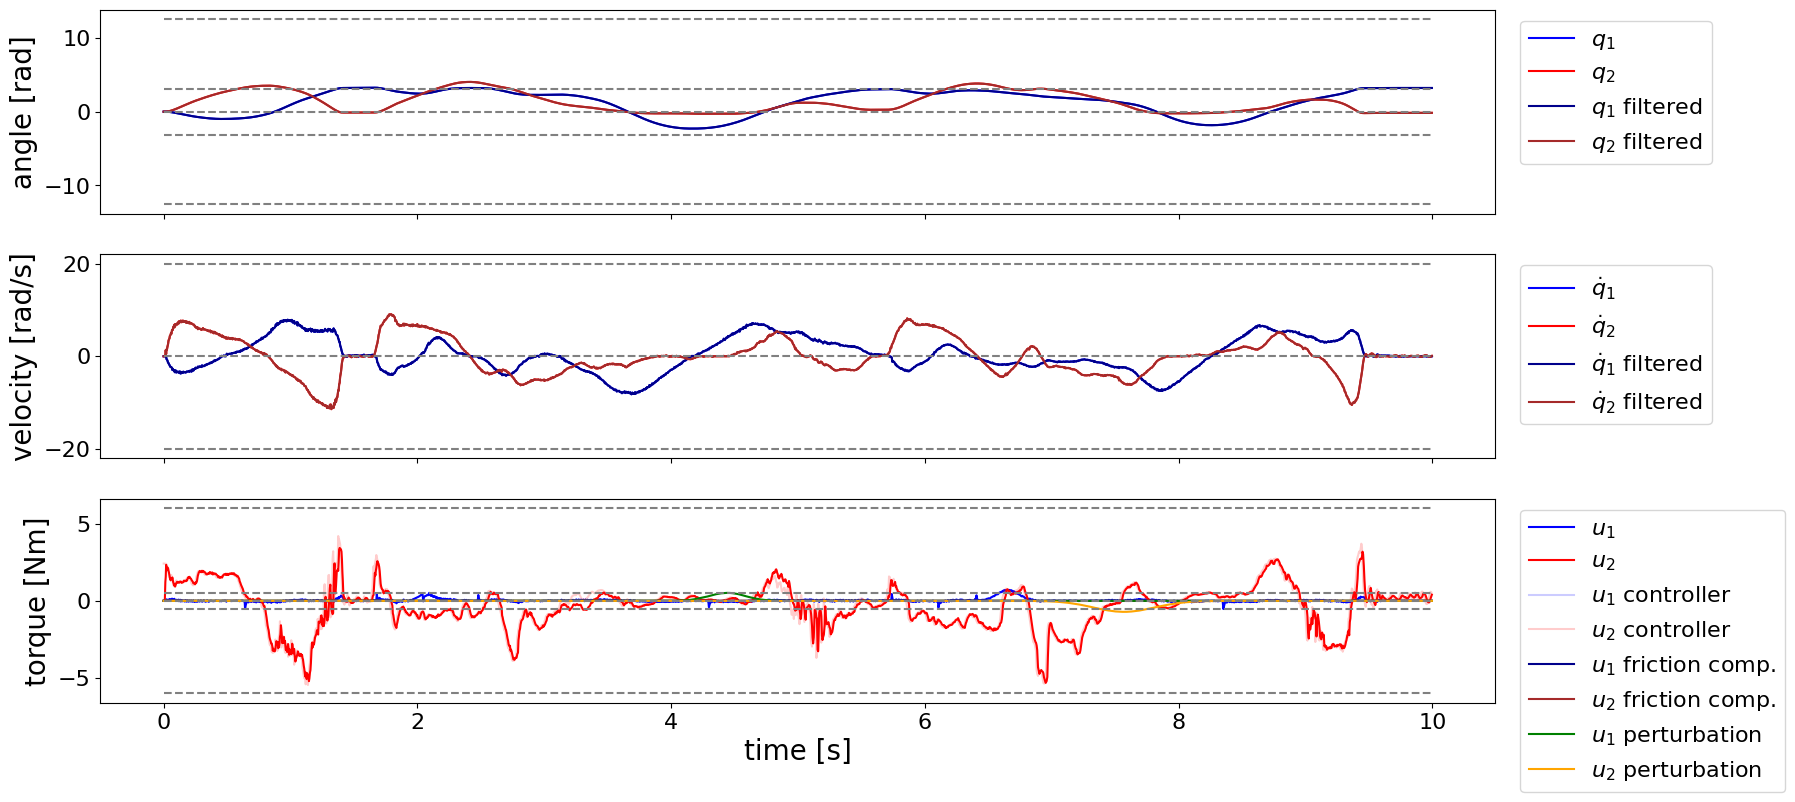 angle [rad]
10
0
−10
q₁
q₂
q₁ filtered
q₂ filtered
velocity [rad/s]
20
0
−20
q̇₁
q̇₂
q̇₁ filtered
q̇₂ filtered
torque [Nm]
5
0
−5
0 2 4 6 8 10
time [s]
u₁
u₂
u₁ controller
u₂ controller
u₁ friction comp.
u₂ friction comp.
u₁ perturbation
u₂ perturbation